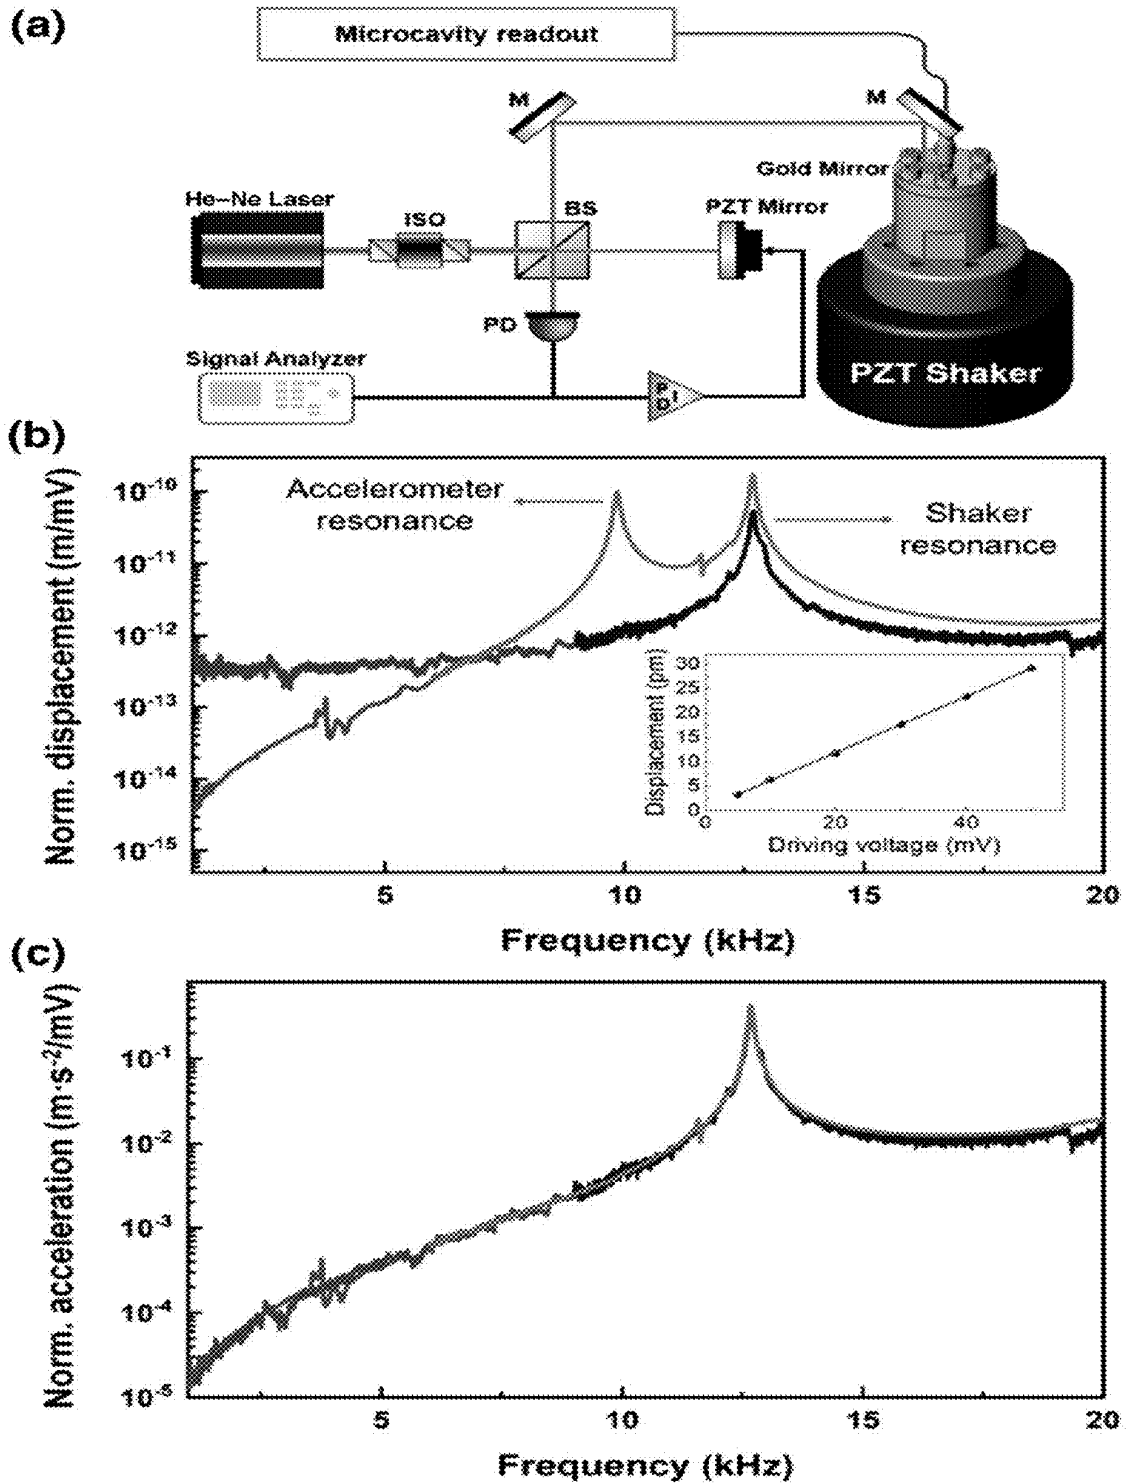 (a)
Microcavity readout
M
M
Gold Mirror
He–Ne Laser
ISO
BS
PZT Mirror
PD
Signal Analyzer
P I D
PZT Shaker
(b)
Norm. displacement (m/mV)
10⁻¹⁰
10⁻¹¹
10⁻¹²
10⁻¹³
10⁻¹⁴
10⁻¹⁵
Accelerometer
resonance
Shaker
resonance
Displacement (pm)
30
25
20
15
10
5
0
0 20 40
Driving voltage (mV)
5 10 15 20
Frequency (kHz)
(c)
Norm. acceleration (m·s⁻²/mV)
10⁻¹
10⁻²
10⁻³
10⁻⁴
10⁻⁵
5 10 15 20
Frequency (kHz)